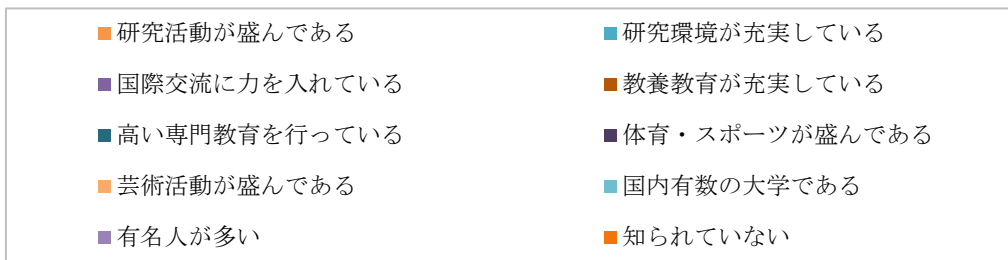 研究活動が盛んである
研究環境が充実している
国際交流に力を入れている
教養教育が充実している
高い専門教育を行っている
体育・スポーツが盛んである
芸術活動が盛んである
国内有数の大学である
有名人が多い
知られていない